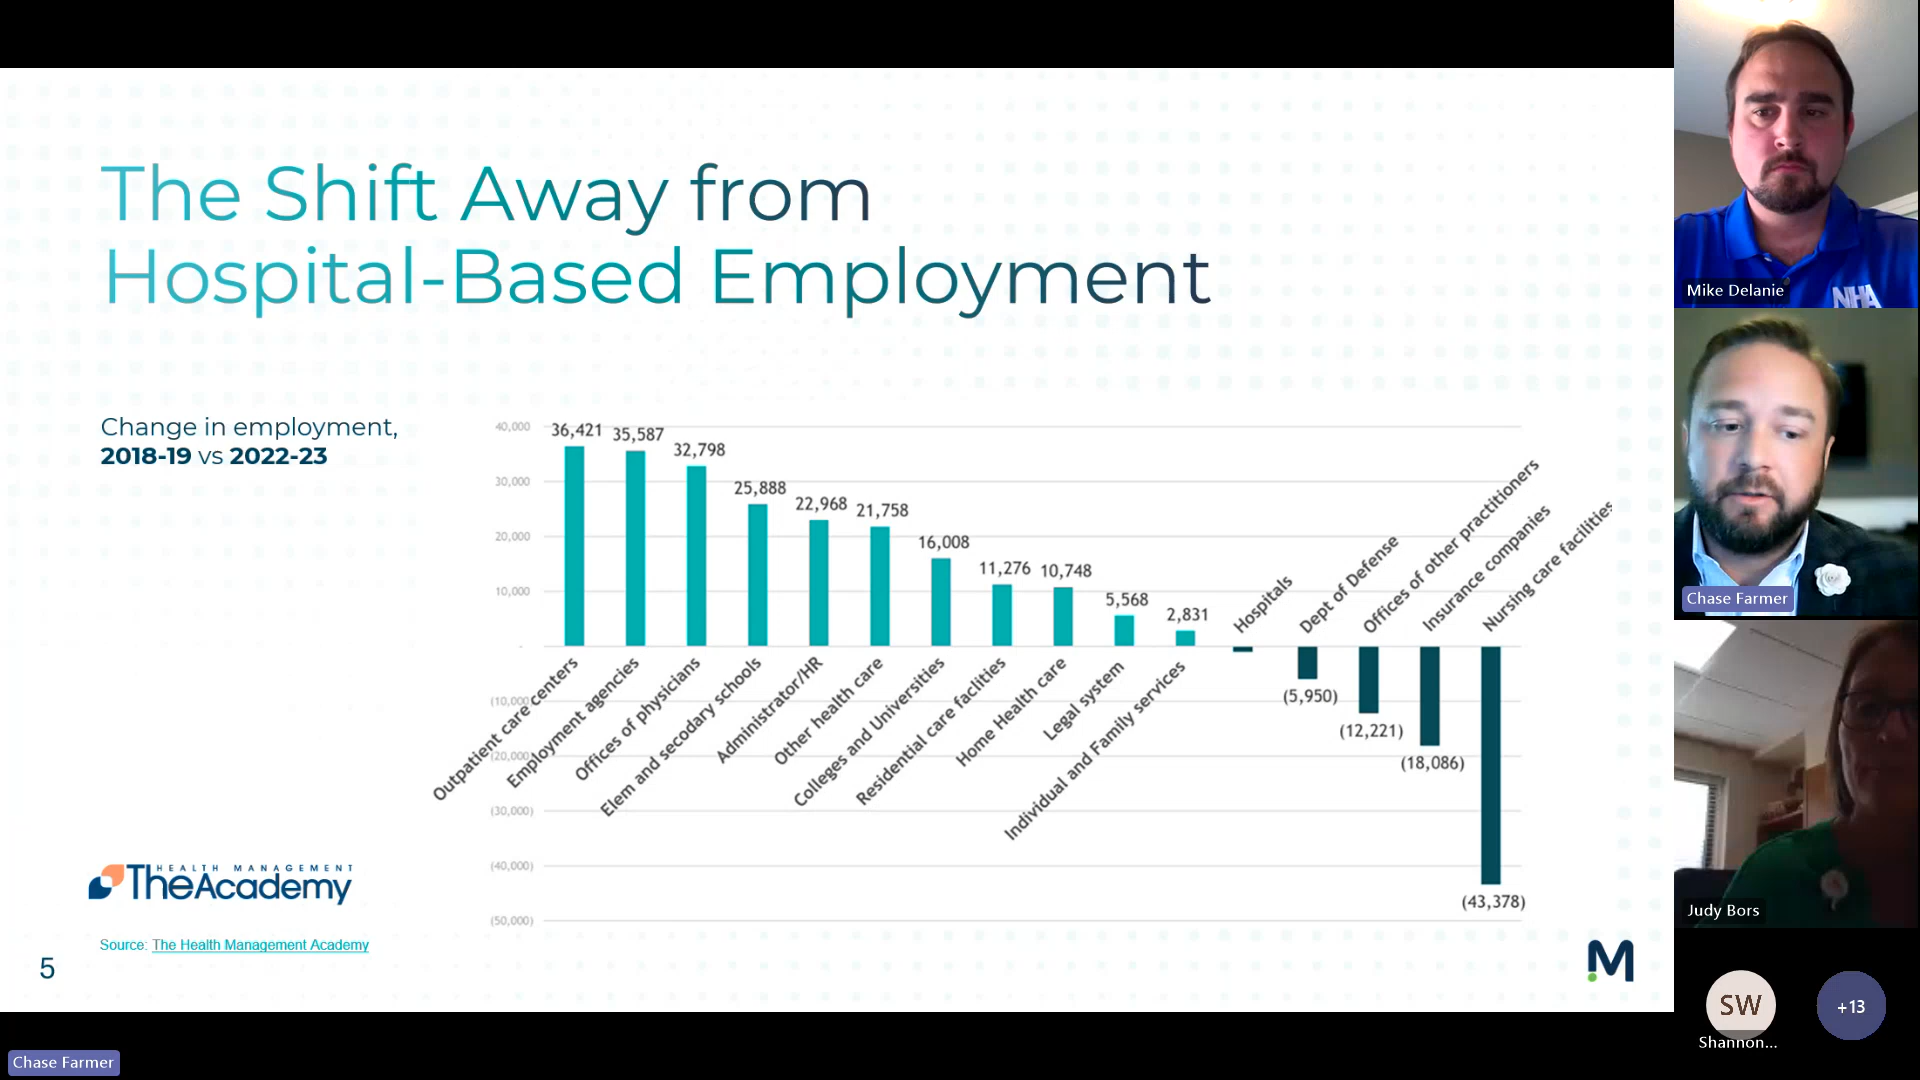 The Shift Away from
Hospital-Based Employment
Change in employment,
2018-19 vs 2022-23
40,000
30,000
20,000
10,000
-
(10,000)
(20,000)
(30,000)
(40,000)
(50,000)
36,421
35,587
32,798
25,888
22,968
21,758
16,008
11,276
10,748
5,568
2,831
(5,950)
(12,221)
(18,086)
(43,378)
Outpatient care centers
Employment agencies
Offices of physicians
Elem and secodary schools
Administrator/HR
Other health care
Colleges and Universities
Residential care faclities
Home Health care
Legal system
Individual and Family services
Hospitals
Dept of Defense
Offices of other practitioners
Insurance companies
Nursing care facilities
HEALTH MANAGEMENT
TheAcademy
Source: The Health Management Academy
5
M
NHA
Mike Delanie
Chase Farmer
Judy Bors
SW
Shannon...
+13
Chase Farmer